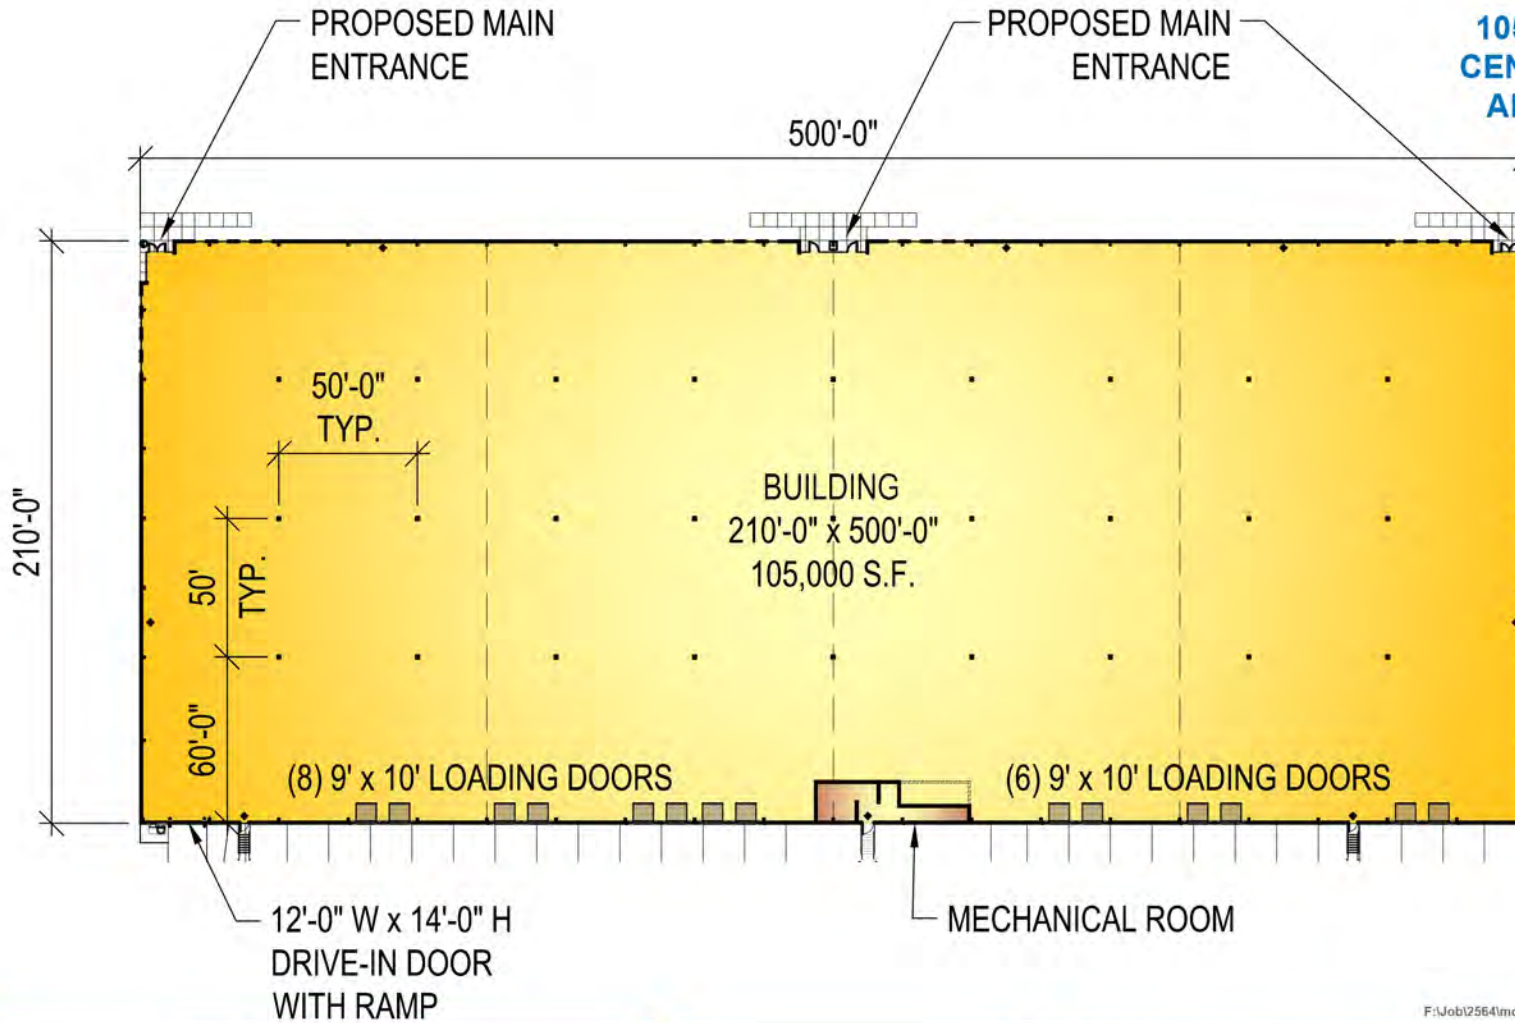 PROPOSED MAIN
ENTRANCE
PROPOSED MAIN
ENTRANCE
500'-0"
210'-0"
50'-0"
TYP.
50'
TYP.
60'-0"
BUILDING
210'-0" x 500'-0"
105,000 S.F.
(8) 9' x 10' LOADING DOORS
(6) 9' x 10' LOADING DOORS
12'-0" W x 14'-0" H
DRIVE-IN DOOR
WITH RAMP
MECHANICAL ROOM